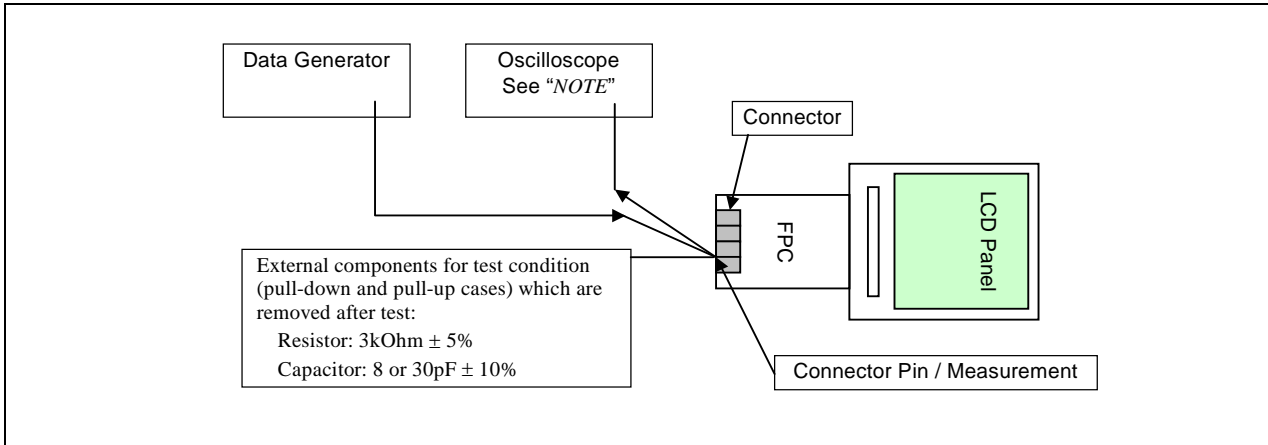 Data Generator
Oscilloscope
See “NOTE”
Connector
LCD Panel
FPC
External components for test condition
(pull-down and pull-up cases) which are
removed after test:
Resistor: 3kOhm ± 5%
Capacitor: 8 or 30pF ± 10%
Connector Pin / Measurement